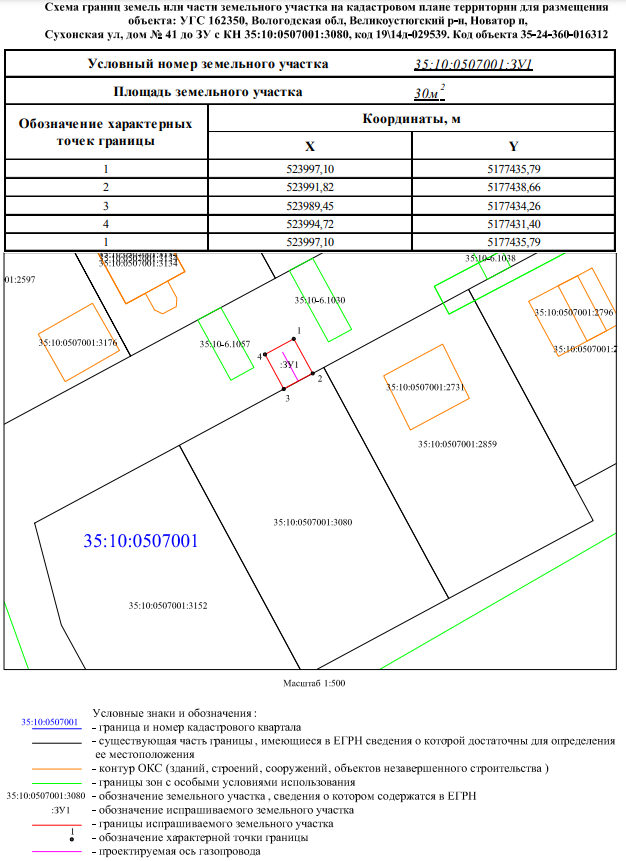 Схема границ земель или части земельного участка на кадастровом плане территории для размещения
объекта: УГС 162350, Вологодская обл, Великоустюгский р-н, Новатор п,
Сухонская ул, дом № 41 до ЗУ с КН 35:10:0507001:3080, код 19\14д-029539. Код объекта 35-24-360-016312
Условный номер земельного участка 35:10:0507001:ЗУ1
Площадь земельного участка 30м2
Обозначение характерных точек границы
Координаты, м
X Y
1 523997,10 5177435,79
2 523991,82 5177438,66
3 523989,45 5177434,26
4 523994,72 5177431,40
1 523997,10 5177435,79
35:10:0507001:3134
35-6.1038
01:2597
35:10-6.1030
35:10:0507001:2796
35:10:0507001:3176
35:10-6.1057
1
35:10:0507001:2
4
:ЗУ1
2
3
35:10:0507001:2731
35:10:0507001:2859
35:10:0507001:3080
35:10:0507001
35:10:0507001:3152
Масштаб 1:500
Условные знаки и обозначения :
35:10:0507001 - граница и номер кадастрового квартала
- существующая часть границы , имеющиеся в ЕГРН сведения о которой достаточны для определения
ее местоположения
- контур ОКС (зданий, строений, сооружений, объектов незавершенного строительства )
- границы зон с особыми условиями использования
35:10:0507001:3080 - обозначение земельного участка , сведения о котором содержатся в ЕГРН
:ЗУ1 - обозначение испрашиваемого земельного участка
- границы испрашиваемого земельного участка
1 - обозначение характерной точки границы
- проектируемая ось газопровода